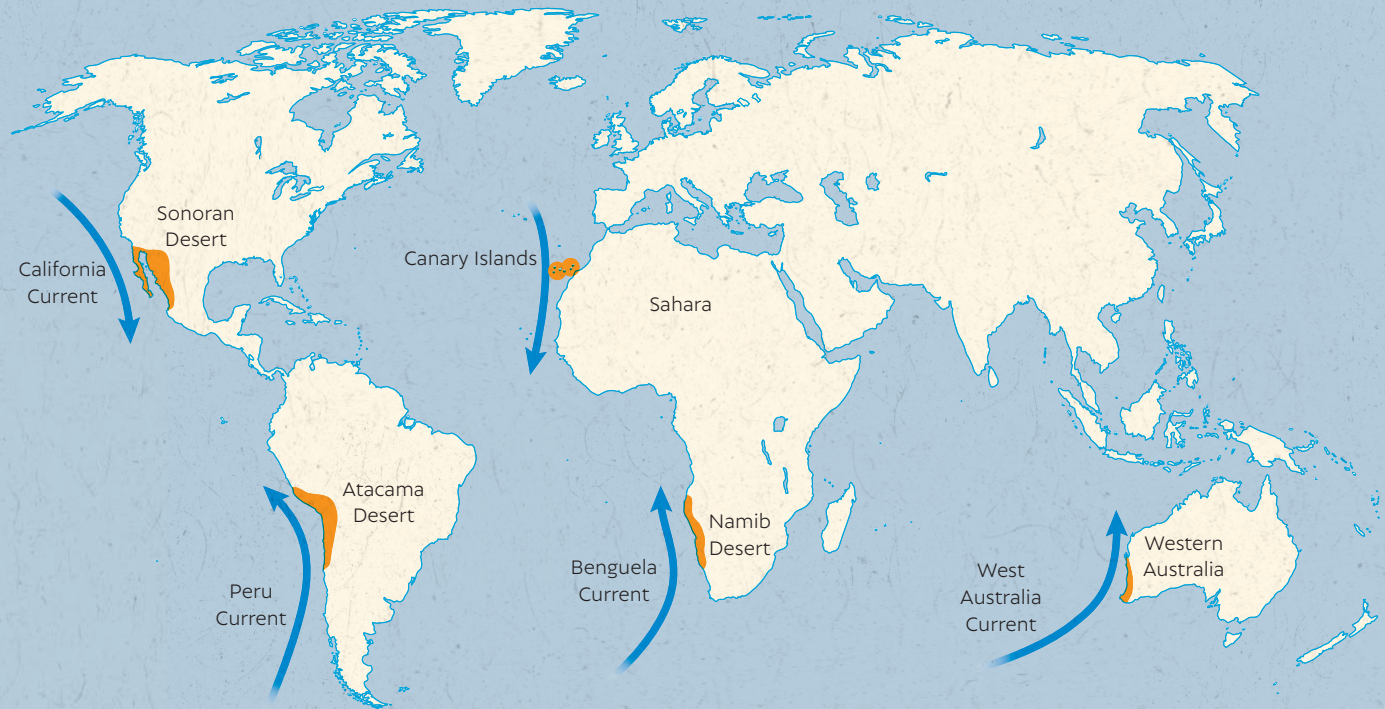 Sonoran
Desert
California
Current
Canary Islands
Sahara
Atacama
Desert
Peru
Current
Namib
Desert
Benguela
Current
Western
Australia
West
Australia
Current